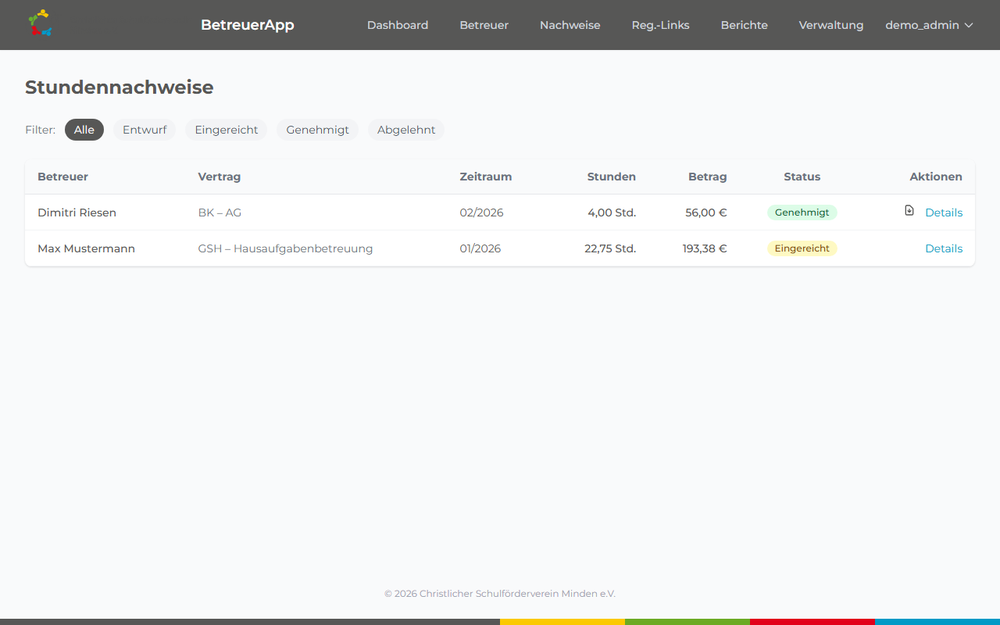 BetreuerApp Dashboard Betreuer Nachweise Reg.-Links Berichte Verwaltung demo_admin
Stundennachweise
Filter: Alle Entwurf Eingereicht Genehmigt Abgelehnt
Betreuer Vertrag Zeitraum Stunden Betrag Status Aktionen
Dimitri Riesen BK – AG 02/2026 4,00 Std. 56,00 € Genehmigt Details
Max Mustermann GSH – Hausaufgabenbetreuung 01/2026 22,75 Std. 193,38 € Eingereicht Details
© 2026 Christlicher Schulförderverein Minden e.V.